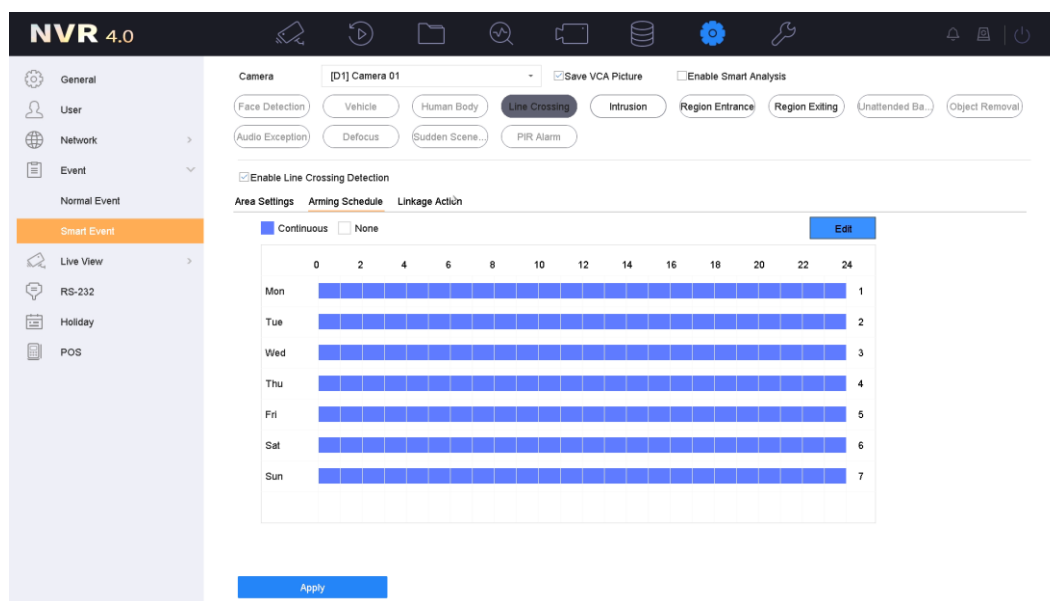 NVR 4.0
General
User
Network
Event
Normal Event
Smart Event
Live View
RS-232
Holiday
POS
Camera [D1] Camera 01 Save VCA Picture Enable Smart Analysis
Face Detection Vehicle Human Body Line Crossing Intrusion Region Entrance Region Exiting Unattended Ba... Object Removal
Audio Exception Defocus Sudden Scene... PIR Alarm
Enable Line Crossing Detection
Area Settings Arming Schedule Linkage Action
Continuous None Edit
0 2 4 6 8 10 12 14 16 18 20 22 24
Mon 1
Tue 2
Wed 3
Thu 4
Fri 5
Sat 6
Sun 7
Apply